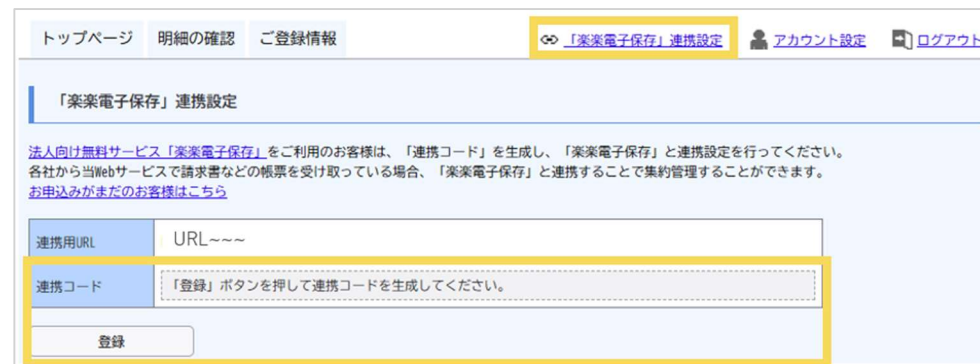 トップページ 明細の確認 ご登録情報 「楽楽電子保存」連携設定 アカウント設定 ログアウト
「楽楽電子保存」連携設定
法人向け無料サービス「楽楽電子保存」をご利用のお客様は、「連携コード」を生成し、「楽楽電子保存」と連携設定を行ってください。
各社から当Webサービスで請求書などの帳票を受け取っている場合、「楽楽電子保存」と連携することで集約管理することができます。
お申込みがまだのお客様はこちら
連携用URL URL~~~
連携コード 「登録」ボタンを押して連携コードを生成してください。
登録